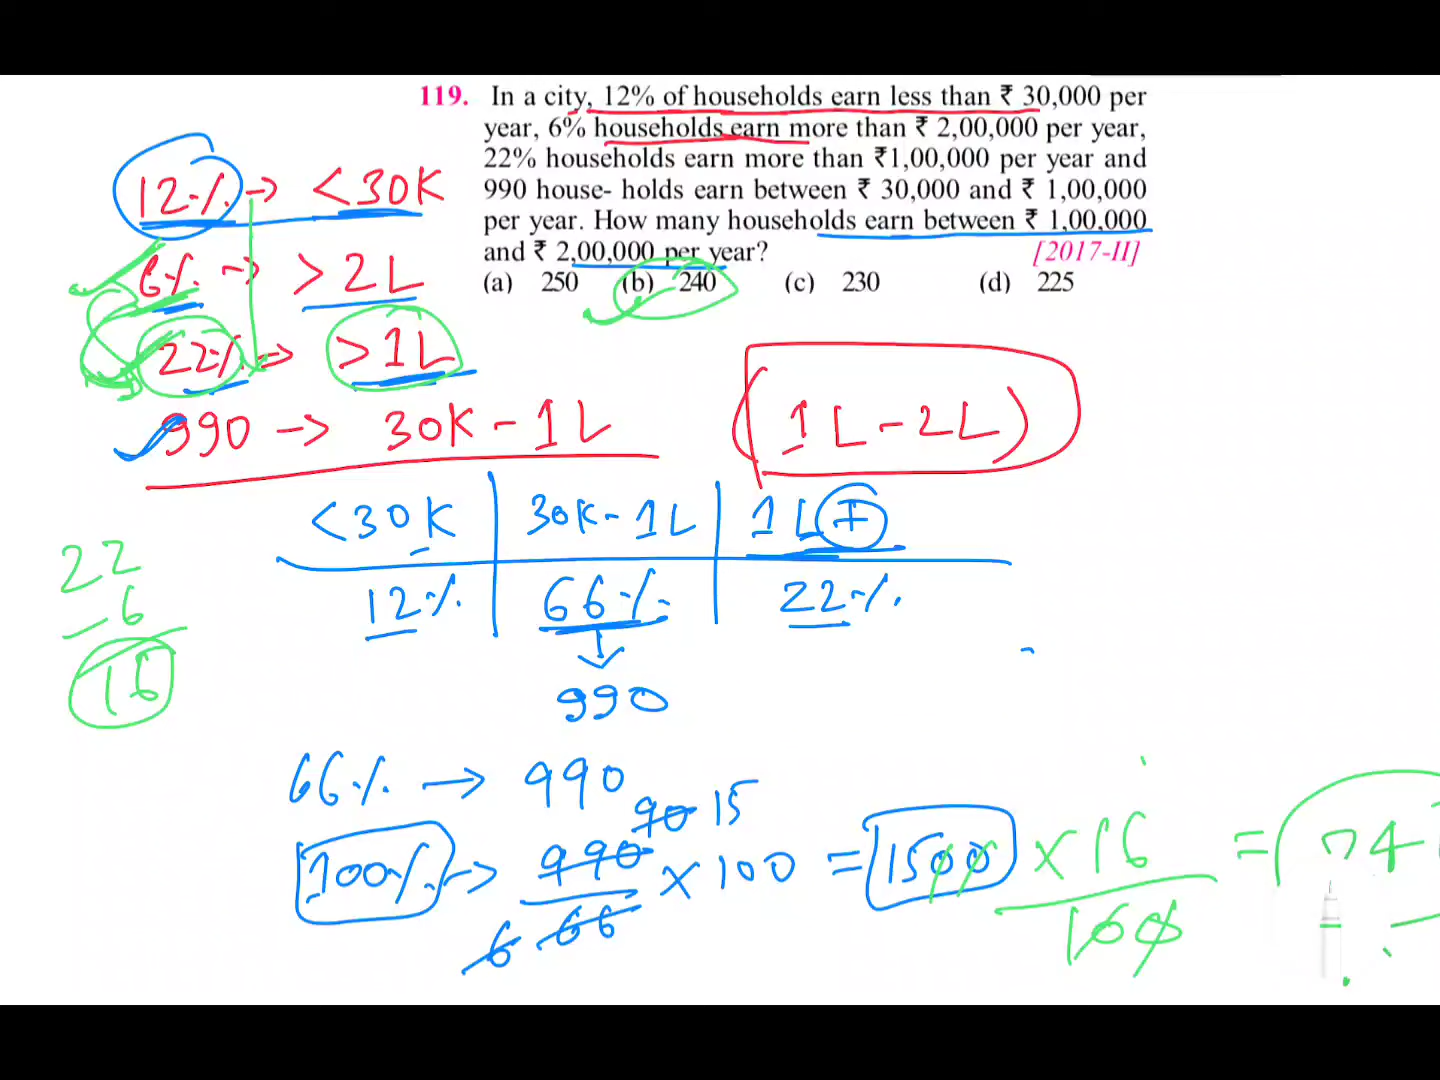 119. In a city, 12% of households earn less than ₹ 30,000 per
year, 6% households earn more than ₹ 2,00,000 per year,
22% households earn more than ₹1,00,000 per year and
990 house- holds earn between ₹ 30,000 and ₹ 1,00,000
per year. How many households earn between ₹ 1,00,000
and ₹ 2,00,000 per year? [2017-II]
(a) 250 (b) 240 (c) 230 (d) 225
12% → <30K
6% → >2L
22% → >1L
990 → 30K - 1L (1L - 2L)
<30K 30K-1L 1L+
12% 66% 22%
990
22
- 6
16
66% → 990
90 15
100% → 990 × 100 = 1500 × 16 =
6 66 100